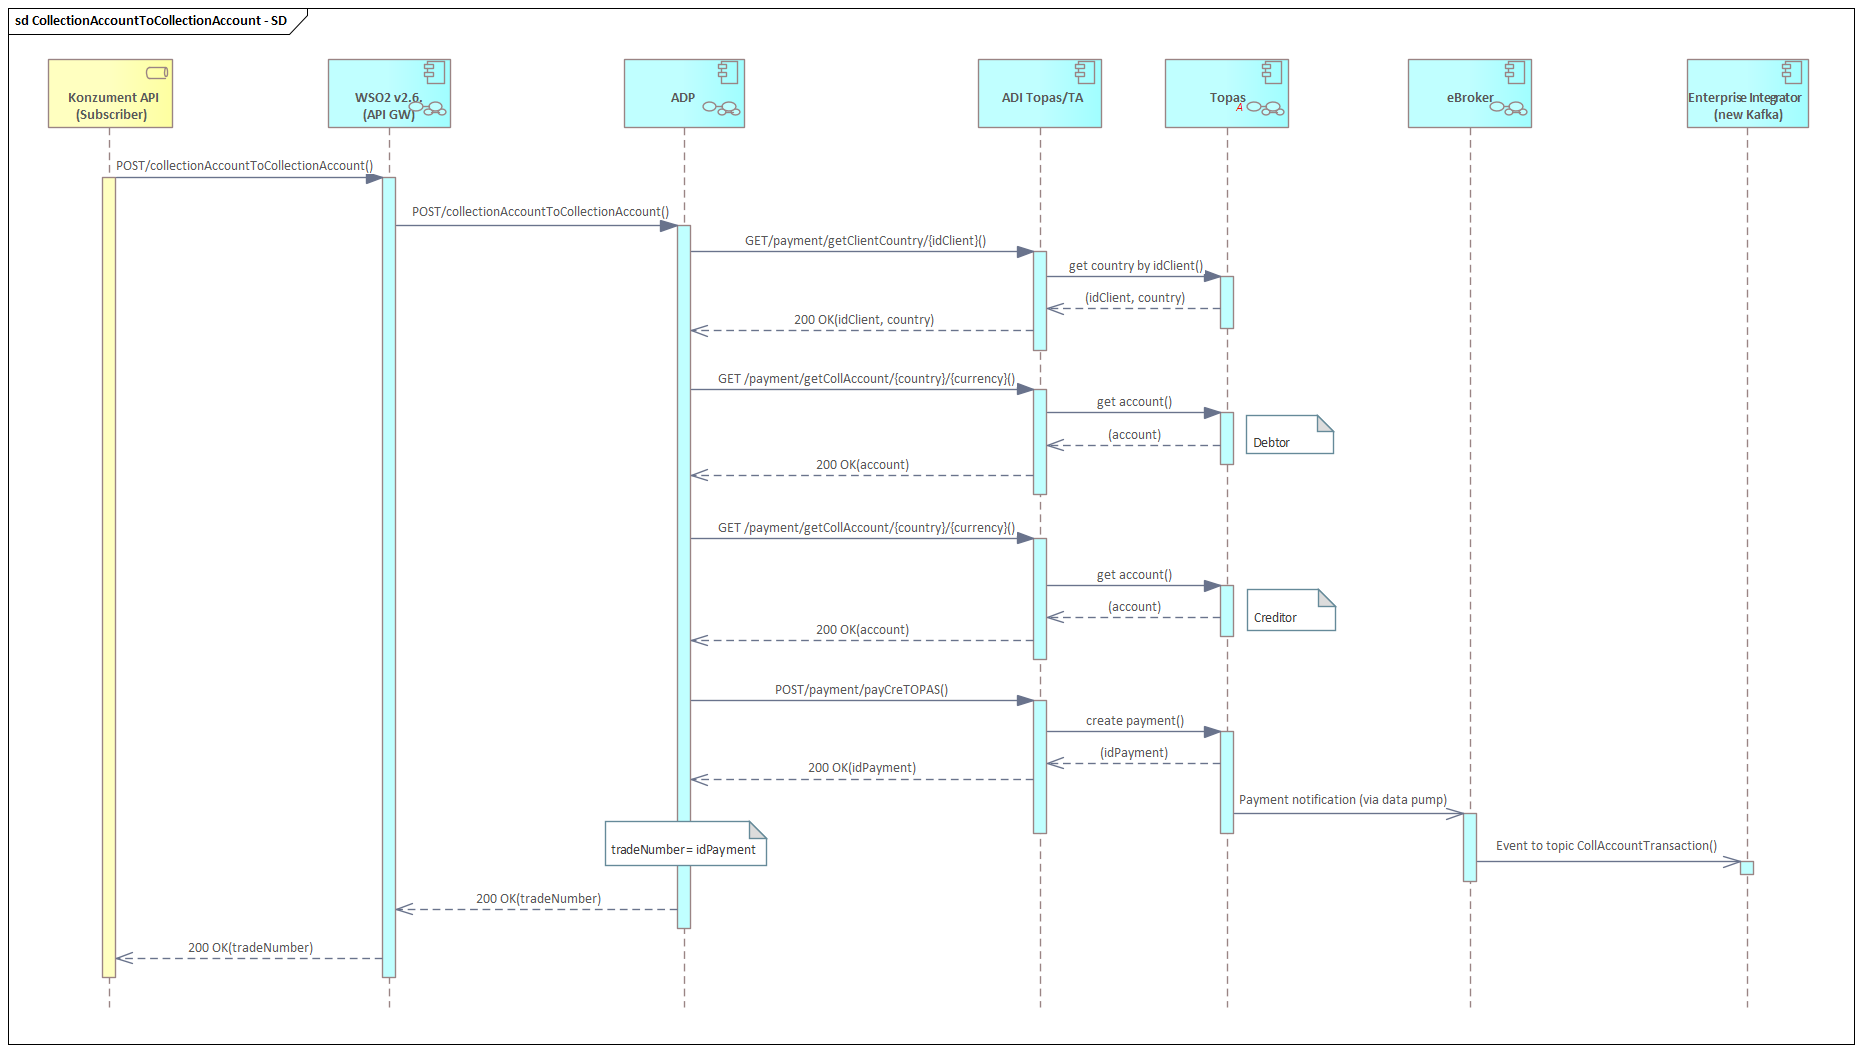 sd CollectionAccountToCollectionAccount - SD
Konzument API
(Subscriber)
WSO2 v2.6.
(API GW)
ADP
ADI Topas/TA
Topas
A
eBroker
Enterprise Integrator
(new Kafka)
POST/collectionAccountToCollectionAccount()
POST/collectionAccountToCollectionAccount()
GET/payment/getClientCountry/{idClient}()
get country by idClient()
(idClient, country)
200 OK(idClient, country)
GET /payment/getCollAccount/{country}/{currency}()
get account()
(account)
Debtor
200 OK(account)
GET /payment/getCollAccount/{country}/{currency}()
get account()
(account)
Creditor
200 OK(account)
POST/payment/payCreTOPAS()
create payment()
(idPayment)
200 OK(idPayment)
Payment notification (via data pump)
tradeNumber= idPayment
Event to topic CollAccountTransaction()
200 OK(tradeNumber)
200 OK(tradeNumber)